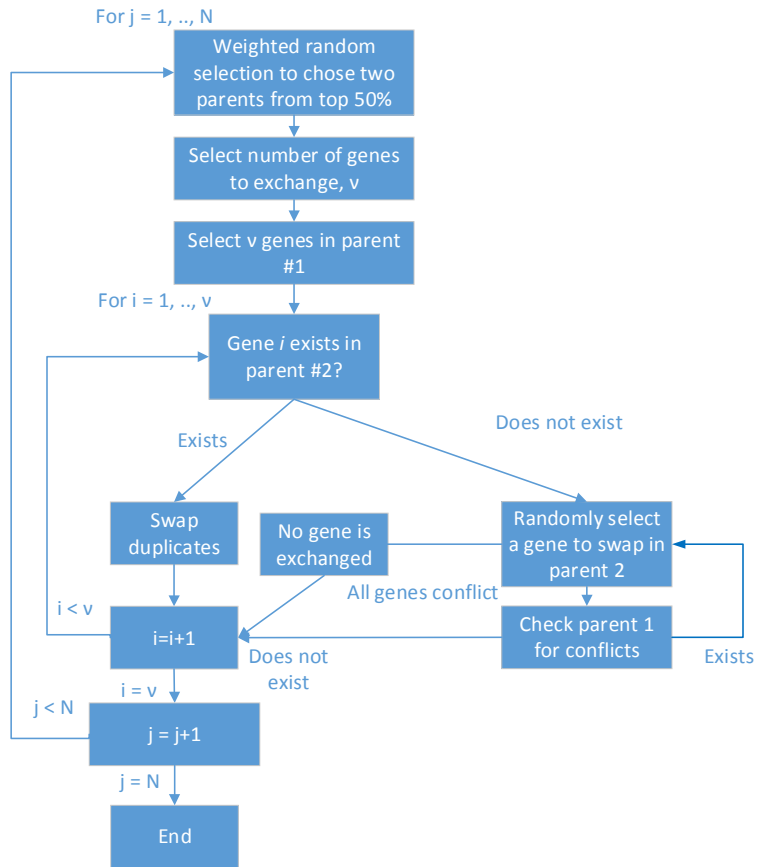 For j = 1, .., N
Weighted random
selection to chose two
parents from top 50%
Select number of genes
to exchange, ν
Select ν genes in parent
#1
For i = 1, .., ν
Gene i exists in
parent #2?
Exists
Does not exist
Swap
duplicates
No gene is
exchanged
Randomly select
a gene to swap in
parent 2
All genes conflict
i < ν
i=i+1
Check parent 1
for conflicts
Does not
exist
Exists
i = ν
j < N
j = j+1
j = N
End